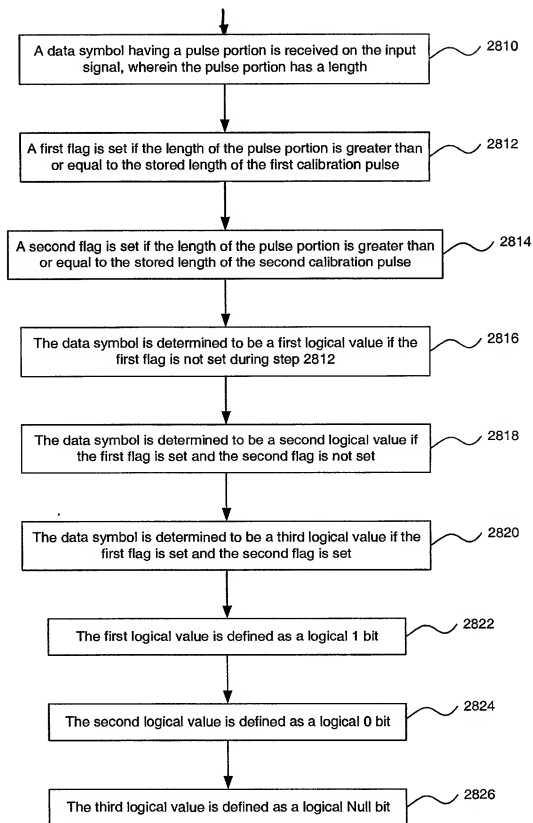 A data symbol having a pulse portion is received on the input
signal, wherein the pulse portion has a length
2810
A first flag is set if the length of the pulse portion is greater than
or equal to the stored length of the first calibration pulse
2812
A second flag is set if the length of the pulse portion is greater than
or equal to the stored length of the second calibration pulse
2814
The data symbol is determined to be a first logical value if the
first flag is not set during step 2812
2816
The data symbol is determined to be a second logical value if
the first flag is set and the second flag is not set
2818
The data symbol is determined to be a third logical value if the
first flag is set and the second flag is set
2820
The first logical value is defined as a logical 1 bit
2822
The second logical value is defined as a logical 0 bit
2824
The third logical value is defined as a logical Null bit
2826